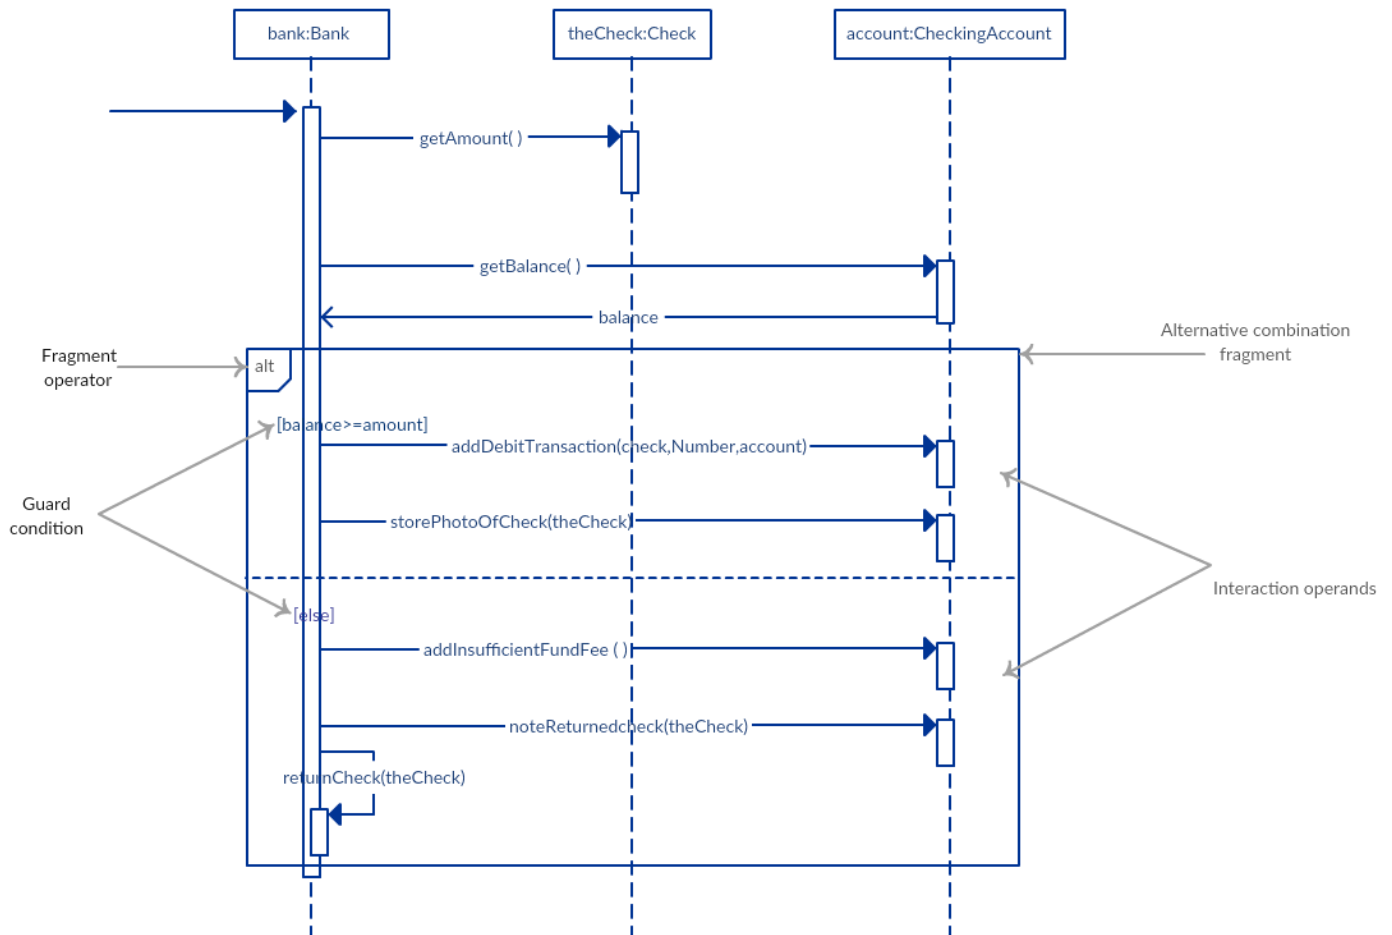 bank:Bank
theCheck:Check
account:CheckingAccount
getAmount( )
getBalance( )
balance
Alternative combination
fragment
Fragment
operator
alt
[balance>=amount]
addDebitTransaction(check,Number,account)
Guard
condition
storePhotoOfCheck(theCheck)
Interaction operands
[else]
addInsufficientFundFee ( )
noteReturnedcheck(theCheck)
returnCheck(theCheck)